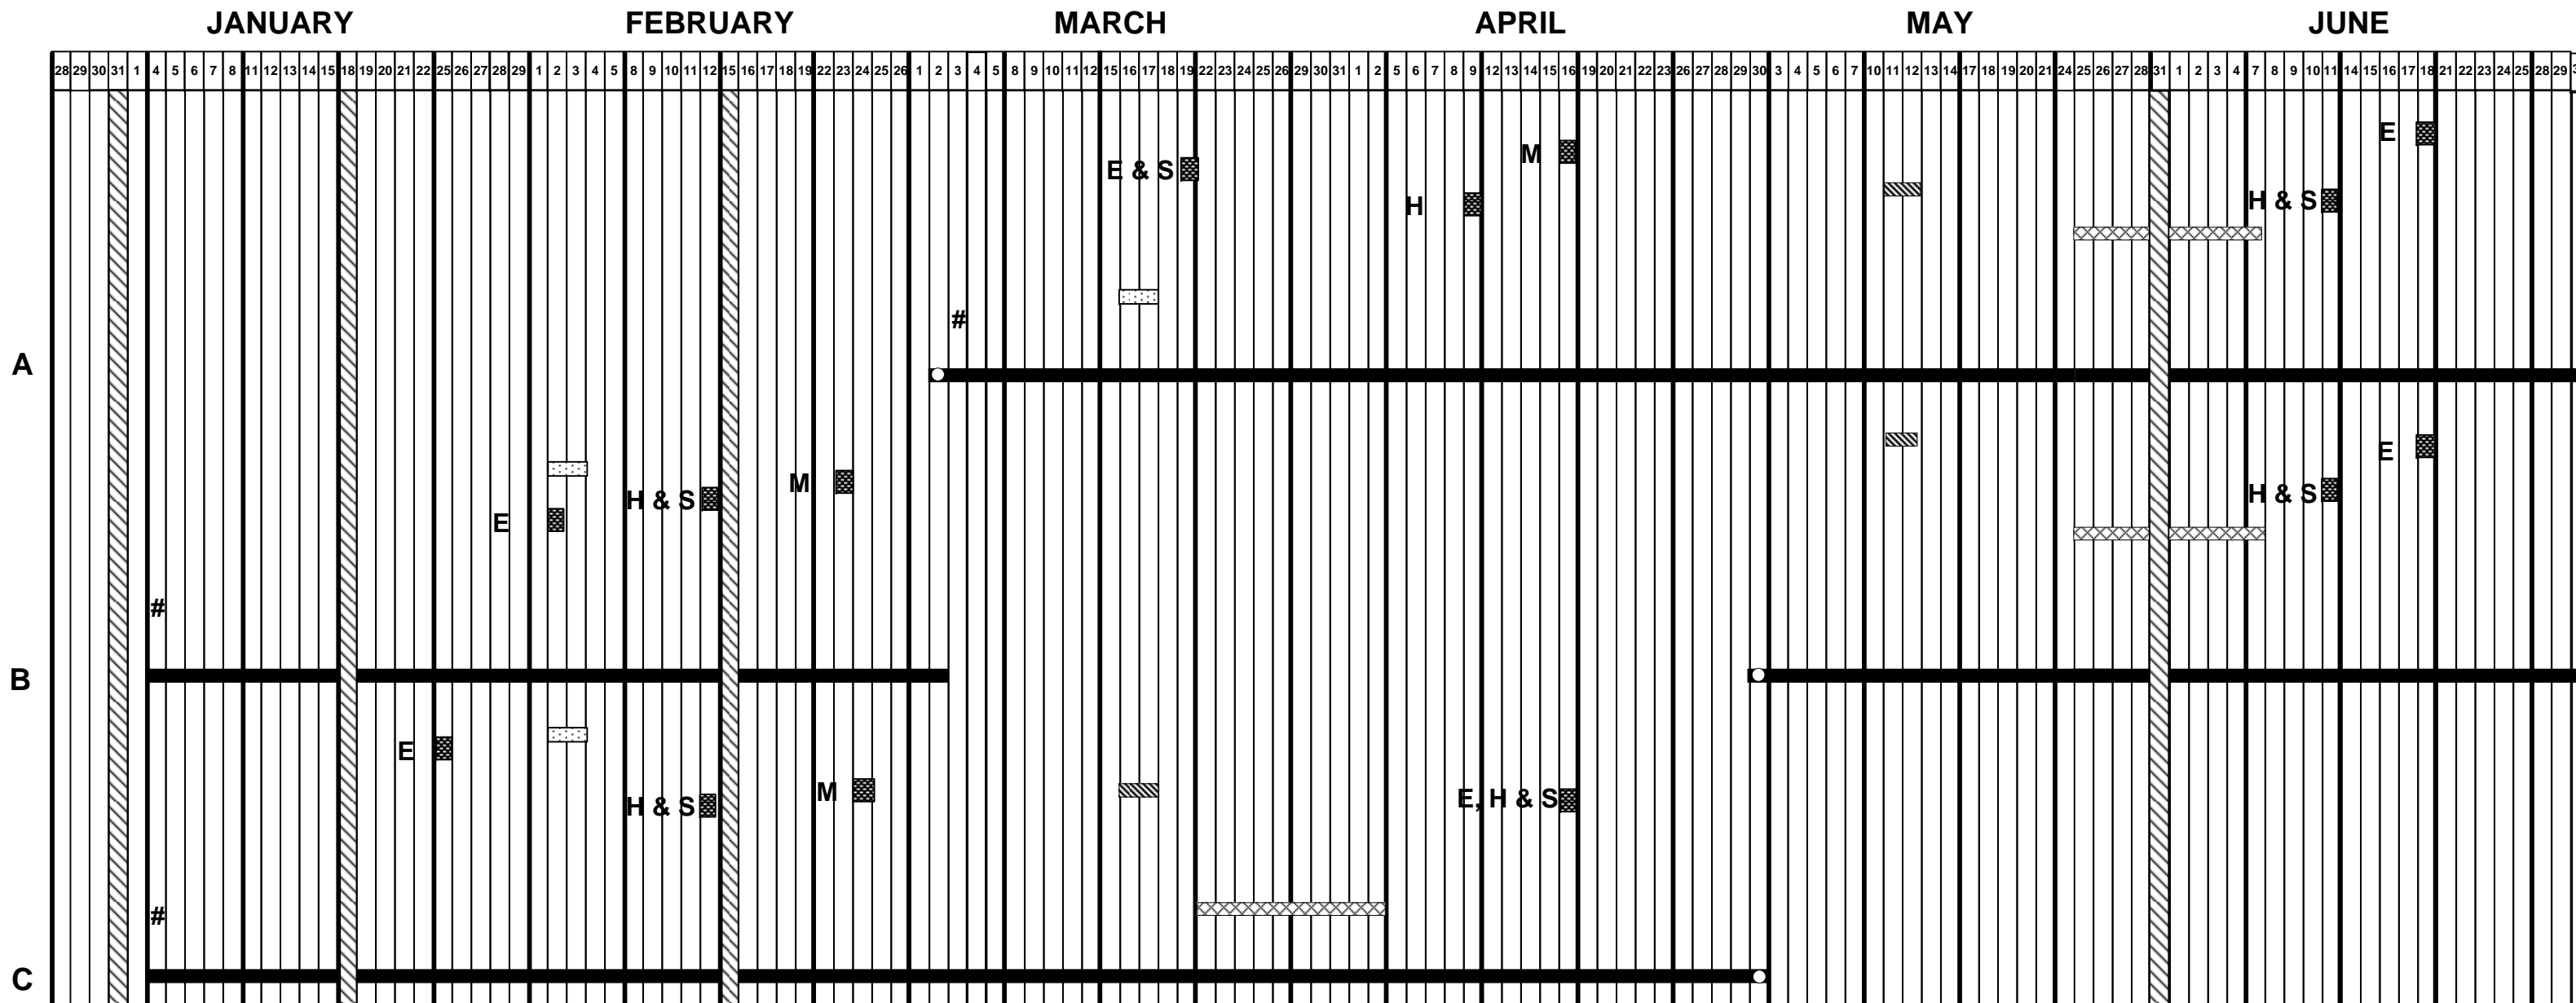 JANUARY FEBRUARY MARCH APRIL MAY JUNE
28 29 30 31 1 4 5 6 7 8 11 12 13 14 15 18 19 20 21 22 25 26 27 28 29 1 2 3 4 5 8 9 10 11 12 15 16 17 18 19 22 23 24 25 26 1 2 3 4 5 8 9 10 11 12 15 16 17 18 19 22 23 24 25 26 29 30 31 1 2 5 6 7 8 9 12 13 14 15 16 19 20 21 22 23 26 27 28 29 30 3 4 5 6 7 10 11 12 13 14 17 18 19 20 21 24 25 26 27 28 31 1 2 3 4 7 8 9 10 11 14 15 16 17 18 21 22 23 24 25 28 29
E
M
E & S
H & S
H
#
A
E
M
H & S
H & S
E
#
B
E
M
E, H & S
H & S
#
C